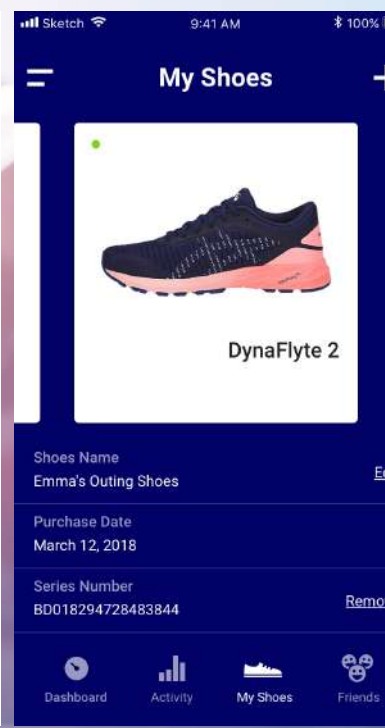 Sketch 9:41 AM 100%
My Shoes
DynaFlyte 2
Shoes Name
Emma's Outing Shoes
Purchase Date
March 12, 2018
Series Number
BD018294728483844
Dashboard Activity My Shoes Friends